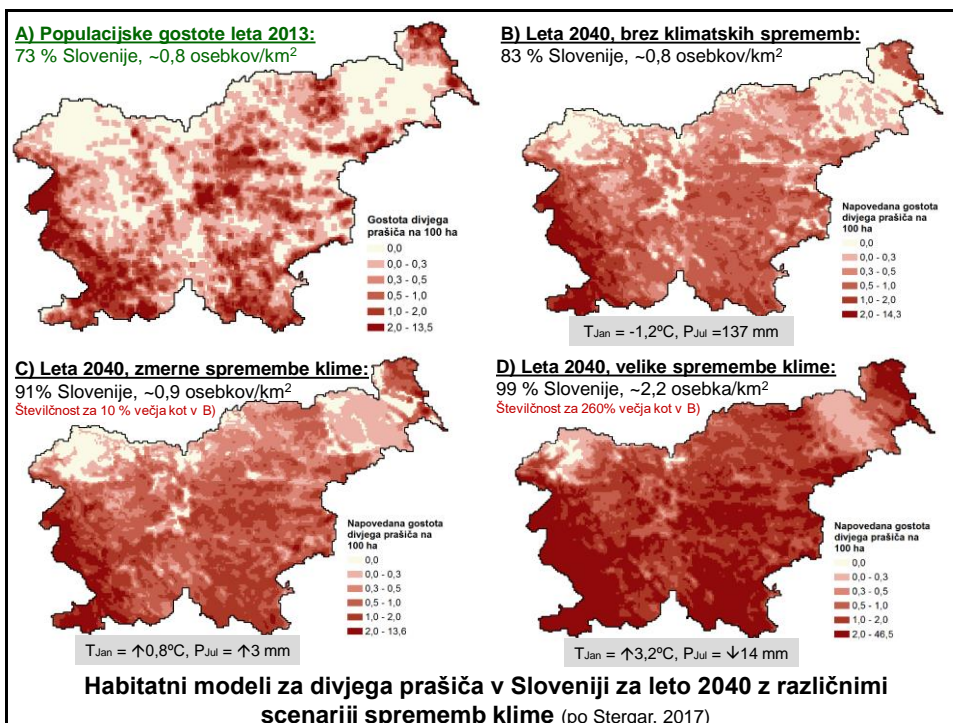 A) Populacijske gostote leta 2013:
73 % Slovenije, ~0,8 osebkov/km²
Gostota divjega
prašiča na 100 ha
0,0
0,0 - 0,3
0,3 - 0,5
0,5 - 1,0
1,0 - 2,0
2,0 - 13,5
B) Leta 2040, brez klimatskih sprememb:
83 % Slovenije, ~0,8 osebkov/km²
Napovedana gostota
divjega prašiča na
100 ha
0,0
0,0 - 0,3
0,3 - 0,5
0,5 - 1,0
1,0 - 2,0
2,0 - 14,3
TJan = -1,2ºC, PJul =137 mm
C) Leta 2040, zmerne spremembe klime:
91% Slovenije, ~0,9 osebkov/km²
Številčnost za 10 % večja kot v B)
Napovedana gostota
divjega prašiča na
100 ha
0,0
0,0 - 0,3
0,3 - 0,5
0,5 - 1,0
1,0 - 2,0
2,0 - 13,6
TJan = ↑0,8ºC, PJul = ↑3 mm
D) Leta 2040, velike spremembe klime:
99 % Slovenije, ~2,2 osebka/km²
Številčnost za 260% večja kot v B)
Napovedana gostota
divjega prašiča na
100 ha
0,0
0,0 - 0,3
0,3 - 0,5
0,5 - 1,0
1,0 - 2,0
2,0 - 46,5
TJan = ↑3,2ºC, PJul = ↓14 mm
Habitatni modeli za divjega prašiča v Sloveniji za leto 2040 z različnimi
scenariji sprememb klime (po Stergar, 2017)